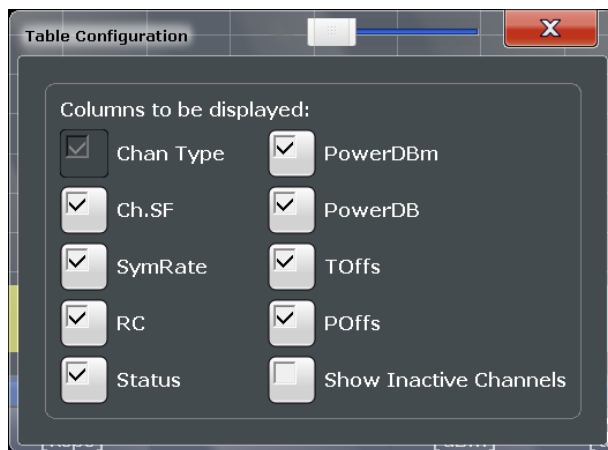 Table Configuration
Columns to be displayed:
Chan Type
PowerDBm
Ch.SF
PowerDB
SymRate
TOffs
RC
POffs
Status
Show Inactive Channels